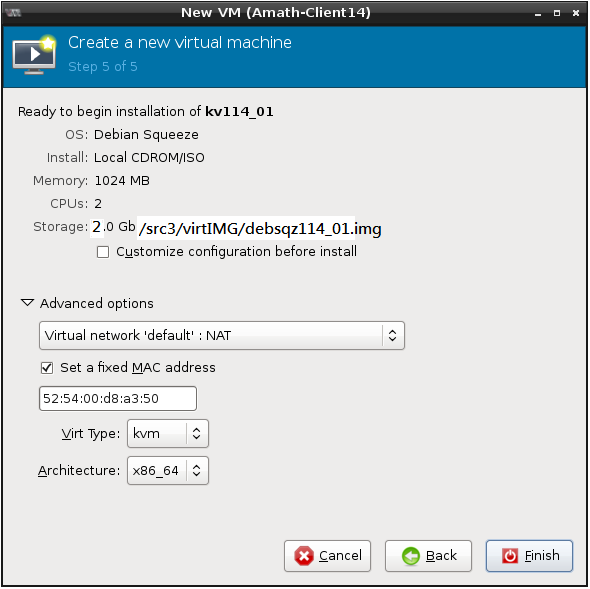 New VM (Amath-Client14)
Create a new virtual machine
Step 5 of 5
Ready to begin installation of kv114_01
OS: Debian Squeeze
Install: Local CDROM/ISO
Memory: 1024 MB
CPUs: 2
Storage: 2.0 Gb /src3/virtIMG/debsqz114_01.img
Customize configuration before install
Advanced options
Virtual network 'default' : NAT
Set a fixed MAC address
52:54:00:d8:a3:50
Virt Type: kvm
Architecture: x86_64
Cancel Back Finish